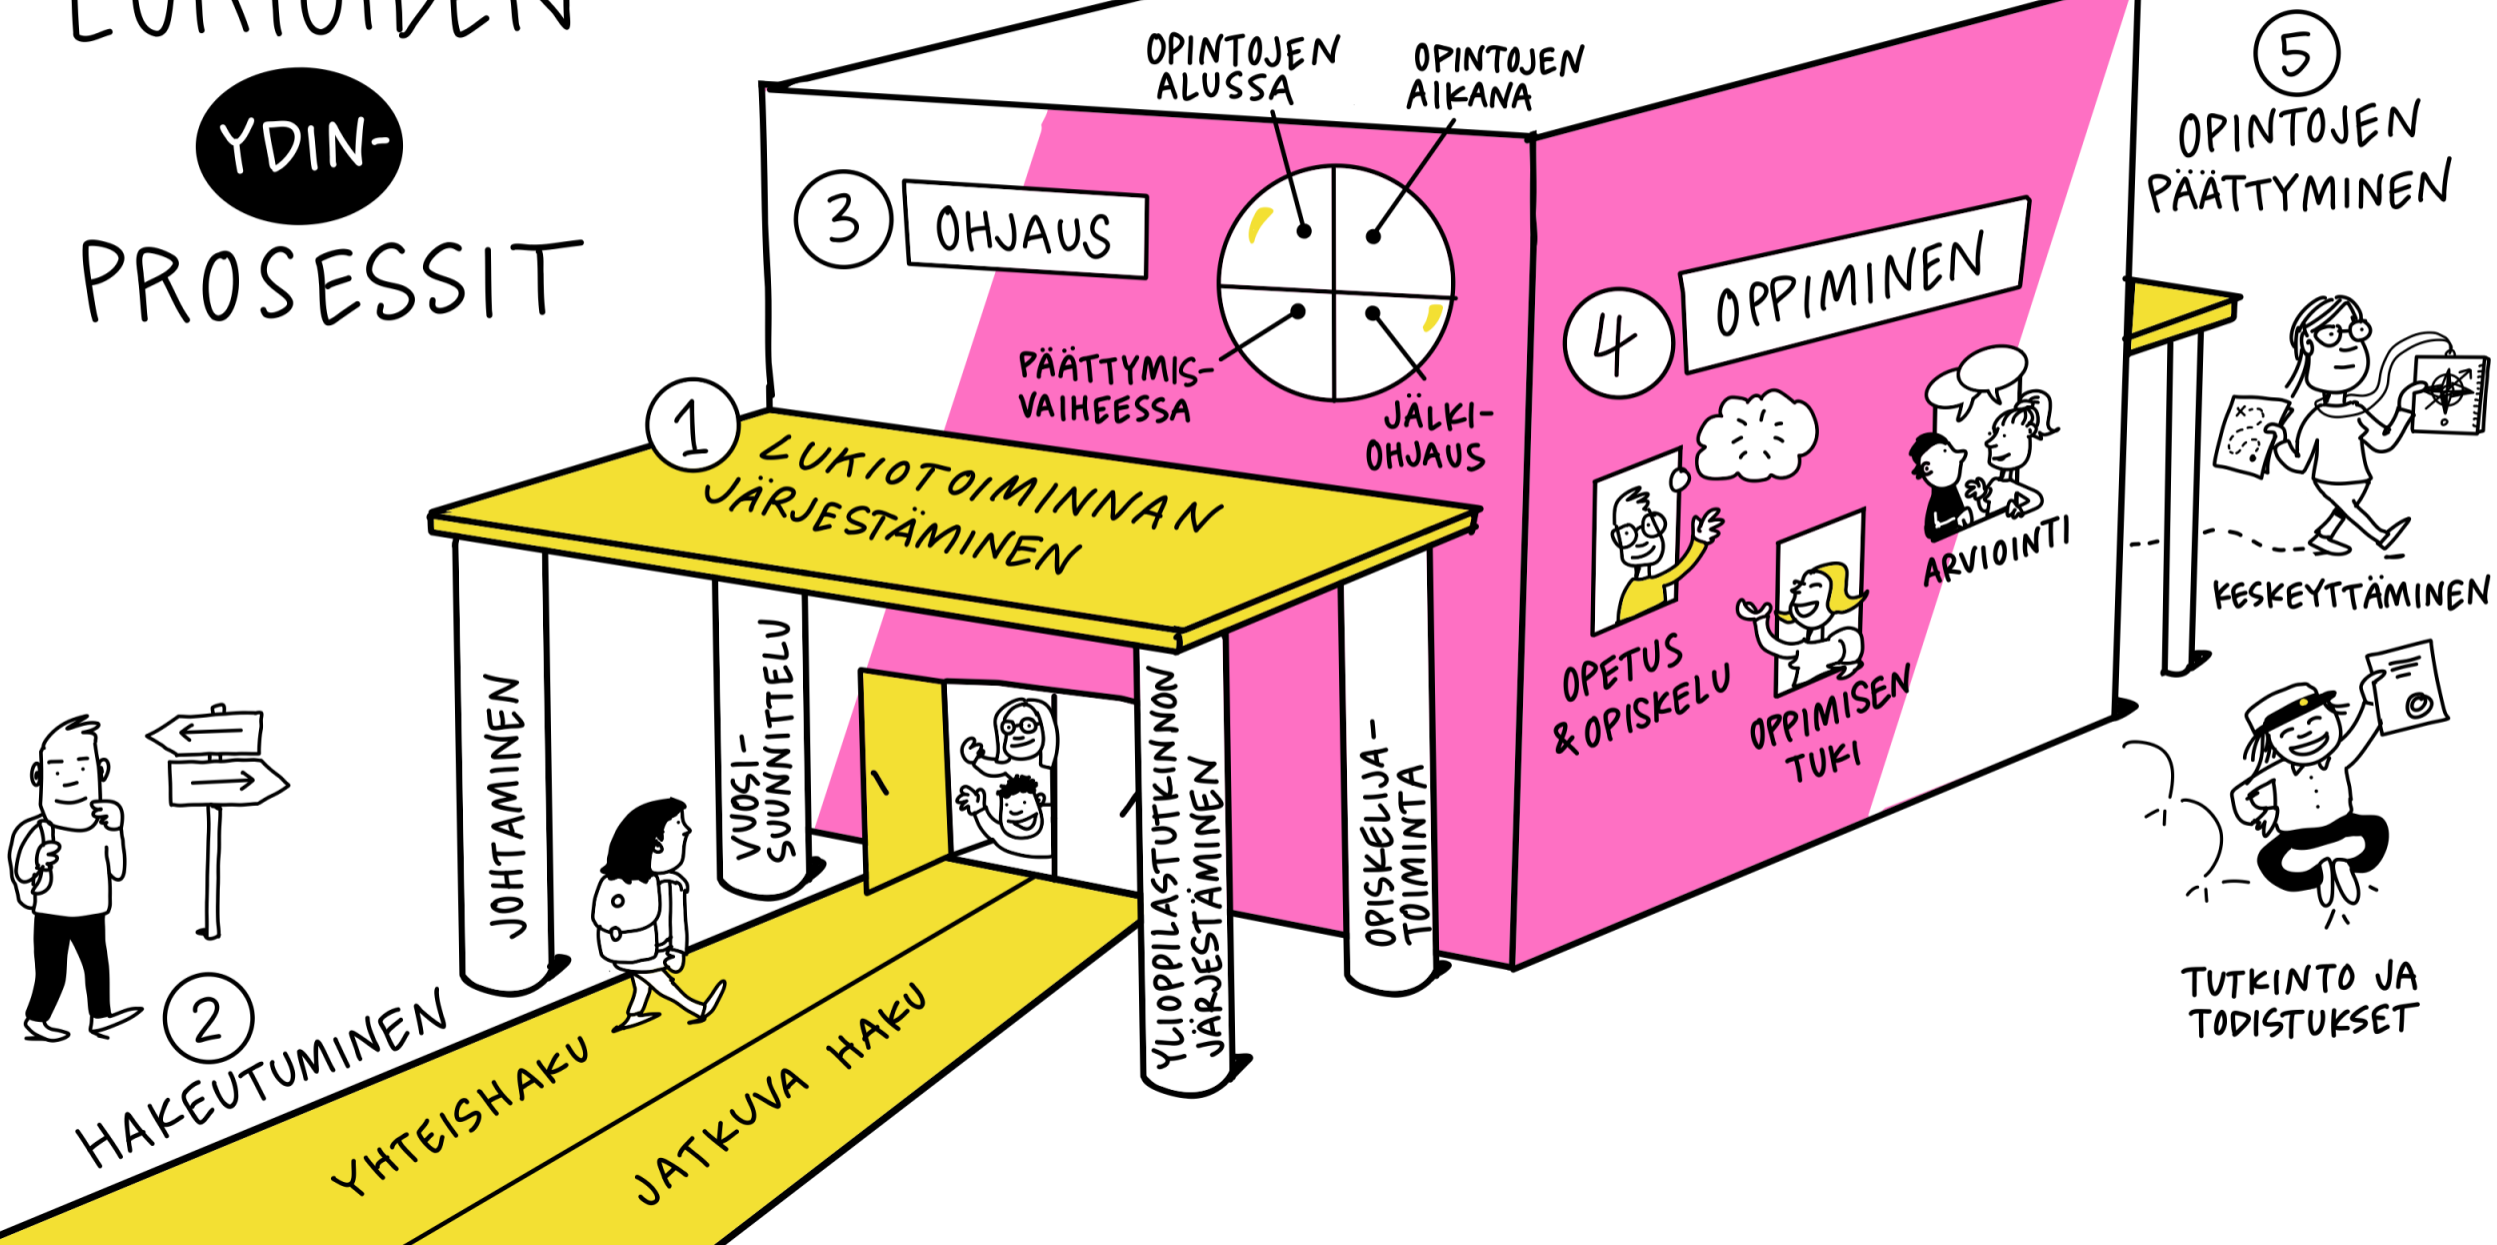 LUKIOIDEN
YDIN-
PROSESSIT
1
LUKIOTOIMINNAN
JÄRJESTÄMINEN
JOHTAMINEN
VUOSI-
SUUNNITTELU
YLIOPPILASTUTKINNON
JÄRJESTÄMINEN
OPISKELIJA-
TOIMINTA
2
HAKEUTUMINEN
YHTEISHAKU
JATKUVA HAKU
3
OHJAUS
OPINTOJEN
ALUSSA
OPINTOJEN
AIKANA
PÄÄTTYMIS-
VAIHEESSA
JÄLKI-
OHJAUS
4
OPPIMINEN
OPETUS
& OPISKELU
OPPIMISEN
TUKI
ARVIOINTI
5
OPINTOJEN
PÄÄTTYMINEN
KESKEYTTÄMINEN
TUTKINTO JA
TODISTUKSET